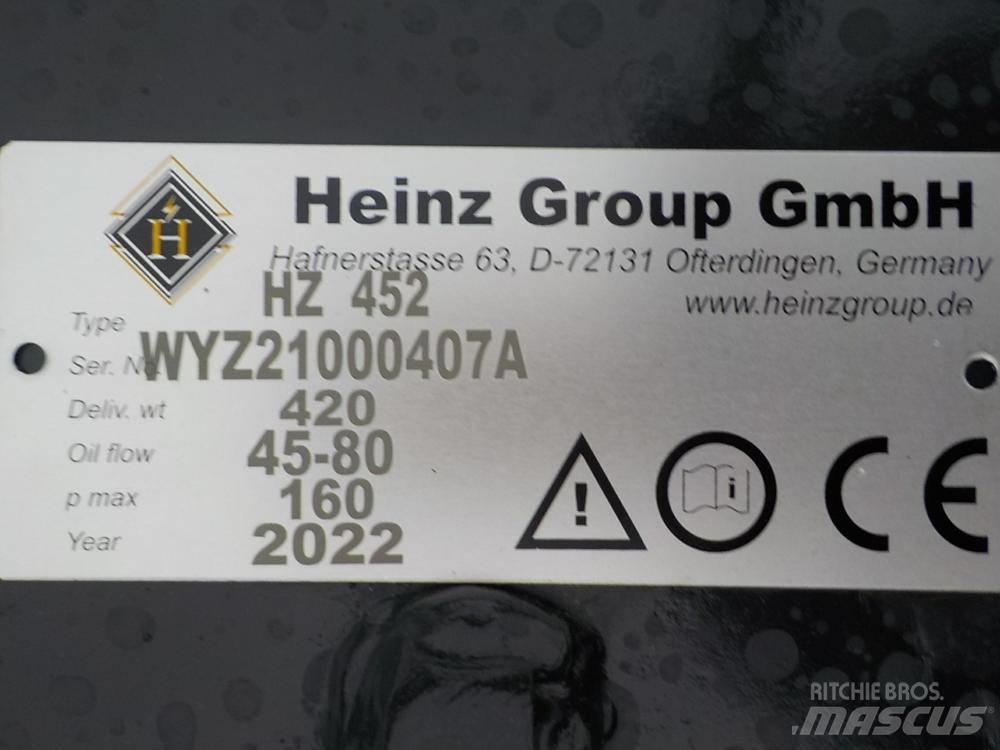 H
Heinz Group GmbH
Hafnerstasse 63, D-72131 Ofterdingen, Germany
www.heinzgroup.de
Type HZ 452
Ser. No. WYZ21000407A
Deliv. wt 420
Oil flow 45-80
p max 160
Year 2022
! i CE
RITCHIE BROS.
MASCUS